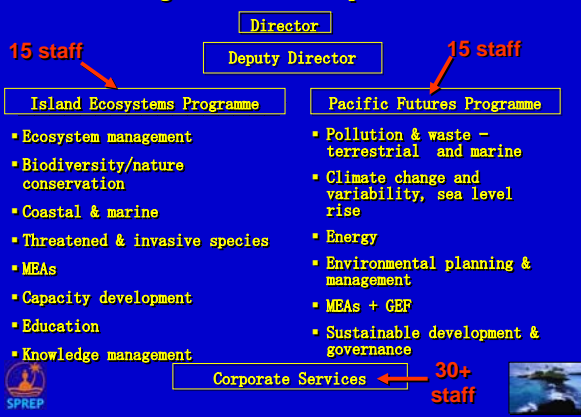 Director
Deputy Director
15 staff
Island Ecosystems Programme
▪ Ecosystem management
▪ Biodiversity/nature
conservation
▪ Coastal & marine
▪ Threatened & invasive species
▪ MEAs
▪ Capacity development
▪ Education
▪ Knowledge management
15 staff
Pacific Futures Programme
▪ Pollution & waste –
terrestrial and marine
▪ Climate change and
variability, sea level
rise
▪ Energy
▪ Environmental planning &
management
▪ MEAs + GEF
▪ Sustainable development &
governance
Corporate Services
30+
staff
SPREP